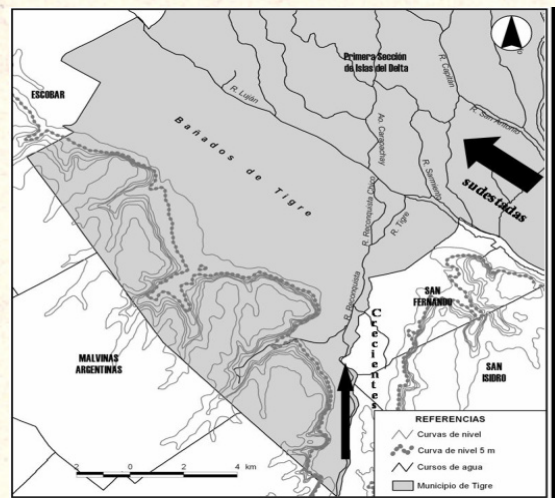 Primera Sección
de Islas del Delta
ESCOBAR
R. Luján
R. Capitán
R. San Antonio
Ao. Carapachay
Bañados de Tigre
R. Sarmiento
sudestadas
R. Reconquista Chico
R. Tigre
R. Reconquista
SAN
FERNANDO
Crecientes
SAN
ISIDRO
MALVINAS
ARGENTINAS
2 0 2 4 km
REFERENCIAS
Curvas de nivel
Curva de nivel 5 m
Cursos de agua
Municipio de Tigre